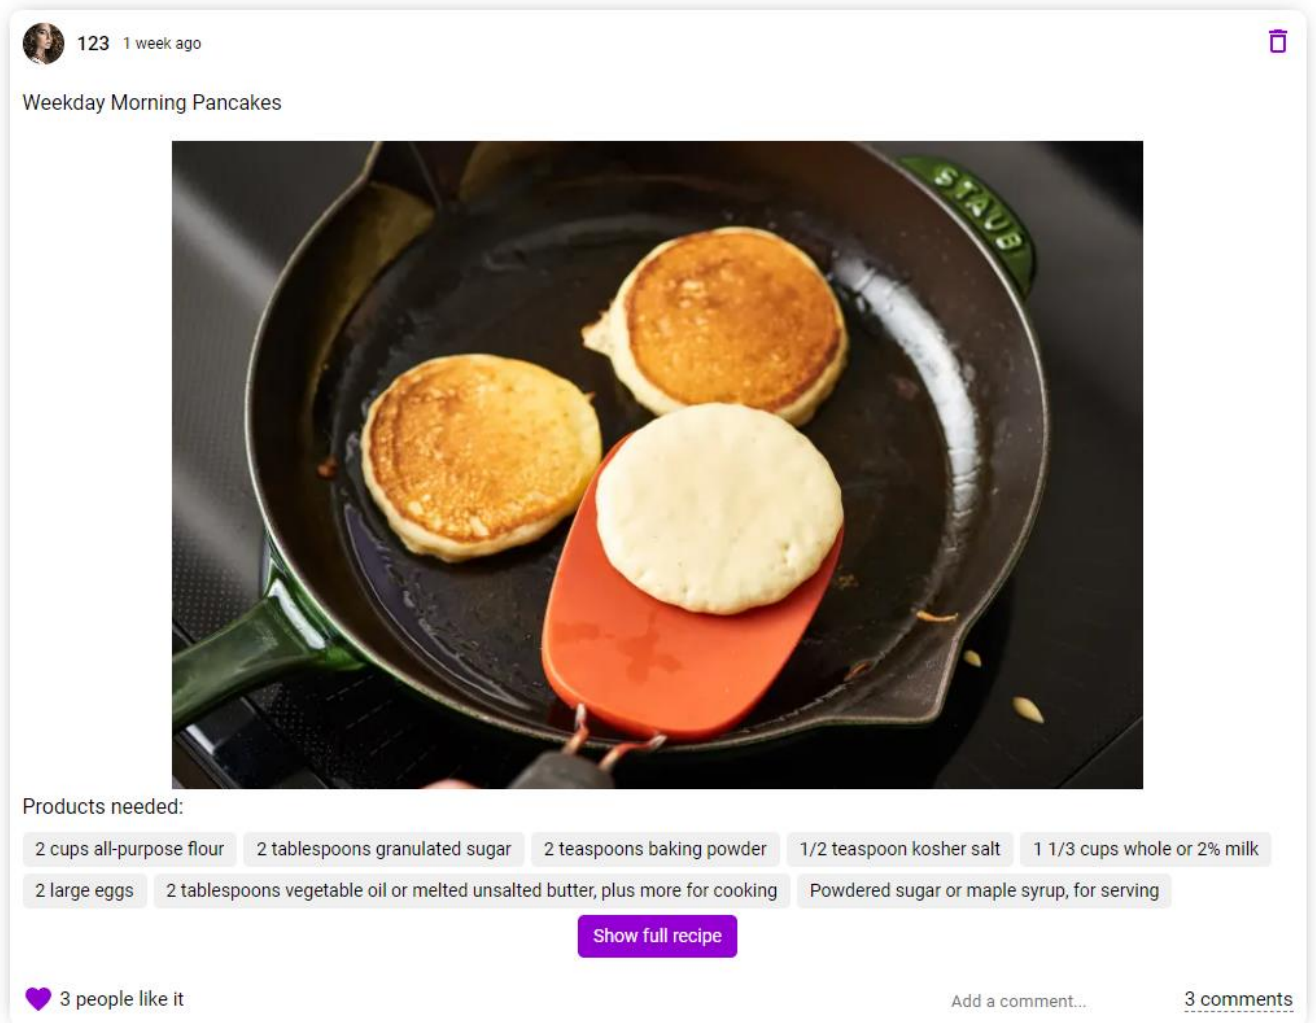 123 1 week ago
Weekday Morning Pancakes
STAUB
Products needed:
2 cups all-purpose flour 2 tablespoons granulated sugar 2 teaspoons baking powder 1/2 teaspoon kosher salt 1 1/3 cups whole or 2% milk
2 large eggs 2 tablespoons vegetable oil or melted unsalted butter, plus more for cooking Powdered sugar or maple syrup, for serving
Show full recipe
3 people like it Add a comment... 3 comments